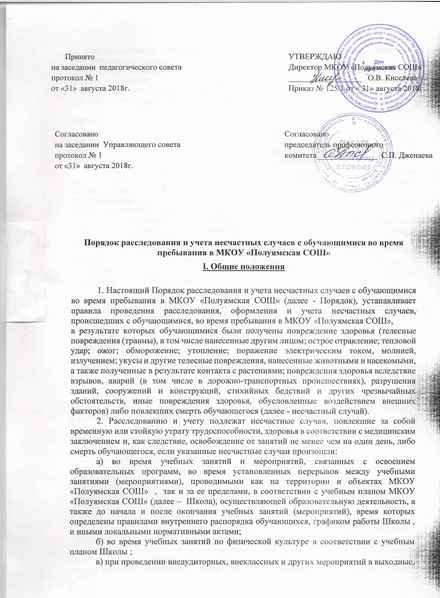 Принято
на заседании педагогического совета
протокол № 1
от «31» августа 2018г.
УТВЕРЖДАЮ
Директор МКОУ «Полуямская СОШ»
О.В. Киселева
Приказ № 125/1 от «31» августа 2018г.
Согласовано
на заседании Управляющего совета
протокол № 1
от «31» августа 2018г.
Согласовано
председатель профсоюзного
комитета С.П. Дженаева
Порядок расследования и учета несчастных случаев с обучающимися во время
пребывания в МКОУ «Полуямская СОШ»
I. Общие положения
1. Настоящий Порядок расследования и учета несчастных случаев с обучающимися
во время пребывания в МКОУ «Полуямская СОШ» (далее - Порядок), устанавливает
правила проведения расследования, оформления и учета несчастных случаев,
происшедших с обучающимися, во время пребывания в МКОУ «Полуямская СОШ»,
в результате которых обучающимися были получены повреждение здоровья (телесные
повреждения (травмы), в том числе нанесенные другим лицом; острое отравление; тепловой
удар; ожог; обморожение; утопление; поражение электрическим током, молнией,
излучением; укусы и другие телесные повреждения, нанесенные животными и насекомыми,
а также полученные в результате контакта с растениями; повреждения здоровья вследствие
взрывов, аварий (в том числе в дорожно-транспортных происшествиях), разрушения
зданий, сооружений и конструкций, стихийных бедствий и других чрезвычайных
обстоятельств, иные повреждения здоровья, обусловленные воздействием внешних
факторов) либо повлекших смерть обучающегося (далее - несчастный случай).
2. Расследованию и учету подлежат несчастные случаи, повлекшие за собой
временную или стойкую утрату трудоспособности, здоровья в соответствии с медицинским
заключением и, как следствие, освобождение от занятий не менее чем на один день, либо
смерть обучающегося, если указанные несчастные случаи произошли:
а) во время учебных занятий и мероприятий, связанных с освоением
образовательных программ, во время установленных перерывов между учебными
занятиями (мероприятиями), проводимыми как на территории и объектах МКОУ
«Полуямская СОШ» , так и за ее пределами, в соответствии с учебным планом МКОУ
«Полуямская СОШ» (далее – Школа), осуществляющей образовательную деятельность, а
также до начала и после окончания учебных занятий (мероприятий), время которых
определены правилами внутреннего распорядка обучающихся, графиком работы Школы ,
и иными локальными нормативными актами;
б) во время учебных занятий по физической культуре в соответствии с учебным
планом Школы ;
в) при проведении внеаудиторных, внеклассных и других мероприятий в выходные,